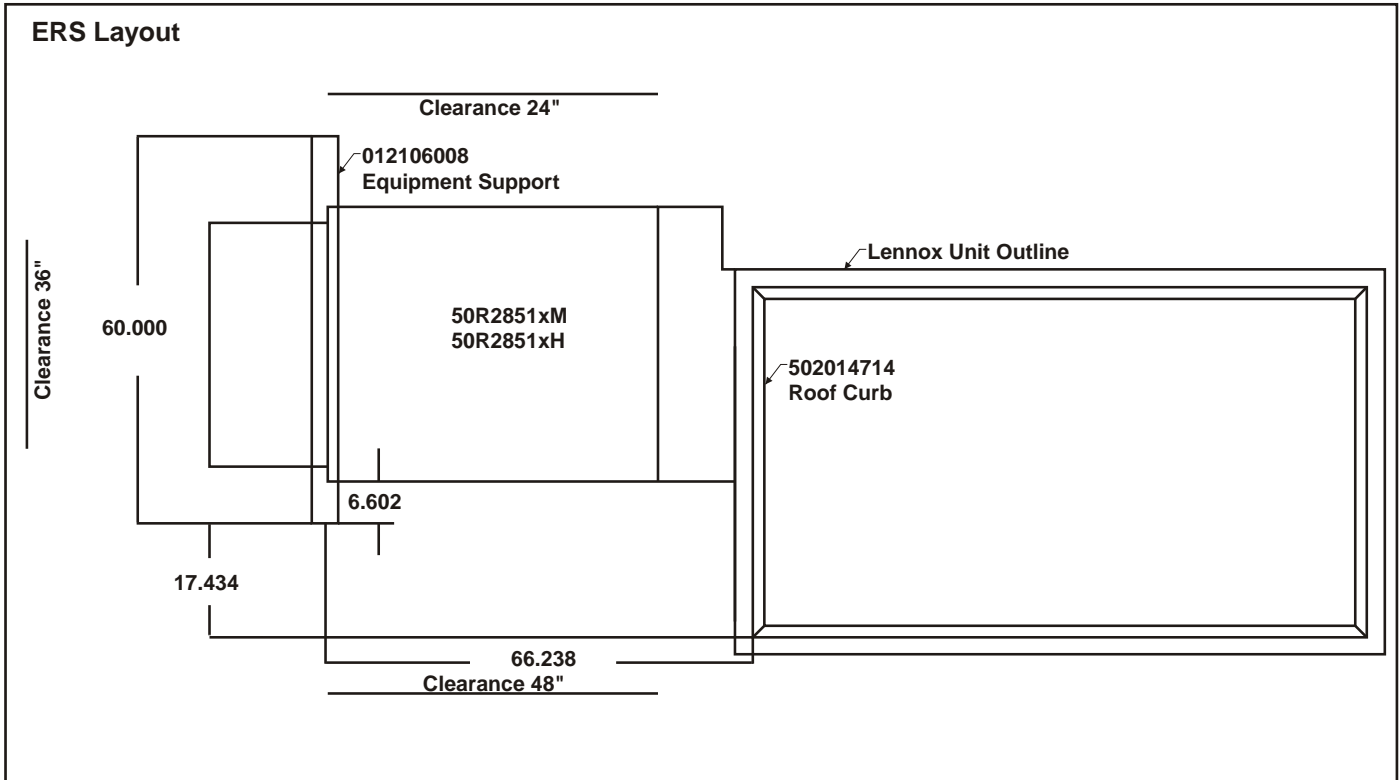 ERS Layout
Clearance 24"
012106008
Equipment Support
Lennox Unit Outline
Clearance 36"
60.000
50R2851xM
50R2851xH
502014714
Roof Curb
6.602
17.434
66.238
Clearance 48"